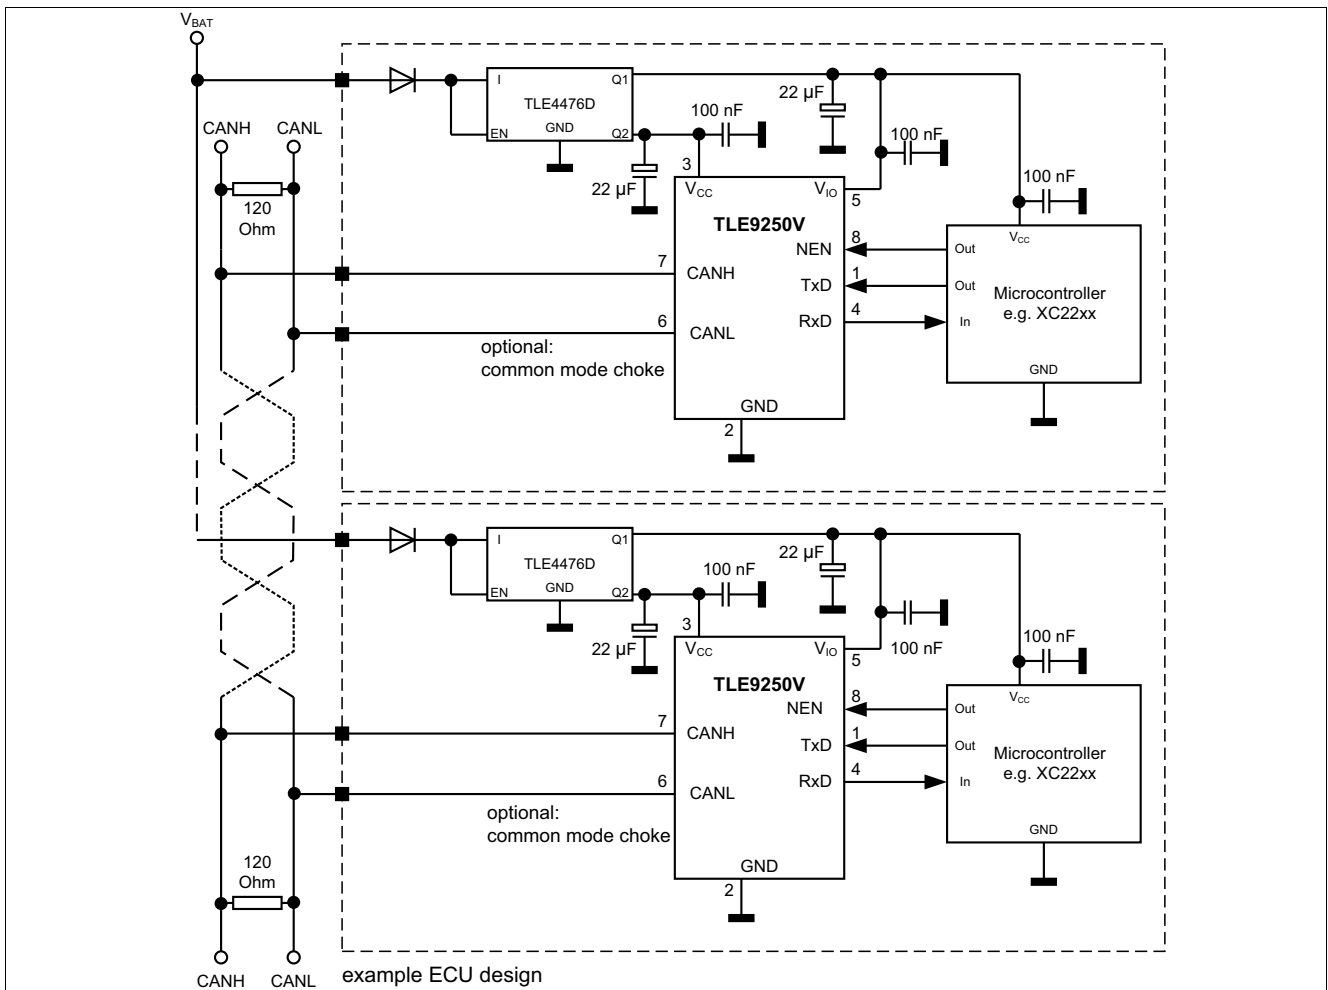 VBAT
CANH CANL
120
Ohm
I
Q1
TLE4476D
EN
GND
Q2
22 µF
100 nF
22 µF
100 nF
100 nF
3
VCC
VIO
5
TLE9250V
NEN
8
TxD
1
RxD
4
7
CANH
6
CANL
optional:
common mode choke
GND
2
VCC
Out
Out
In
Microcontroller
e.g. XC22xx
GND
I
Q1
TLE4476D
EN
GND
Q2
22 µF
100 nF
22 µF
100 nF
100 nF
3
VCC
VIO
5
TLE9250V
NEN
8
TxD
1
RxD
4
7
CANH
6
CANL
optional:
common mode choke
GND
2
VCC
Out
Out
In
Microcontroller
e.g. XC22xx
GND
120
Ohm
CANH CANL
example ECU design